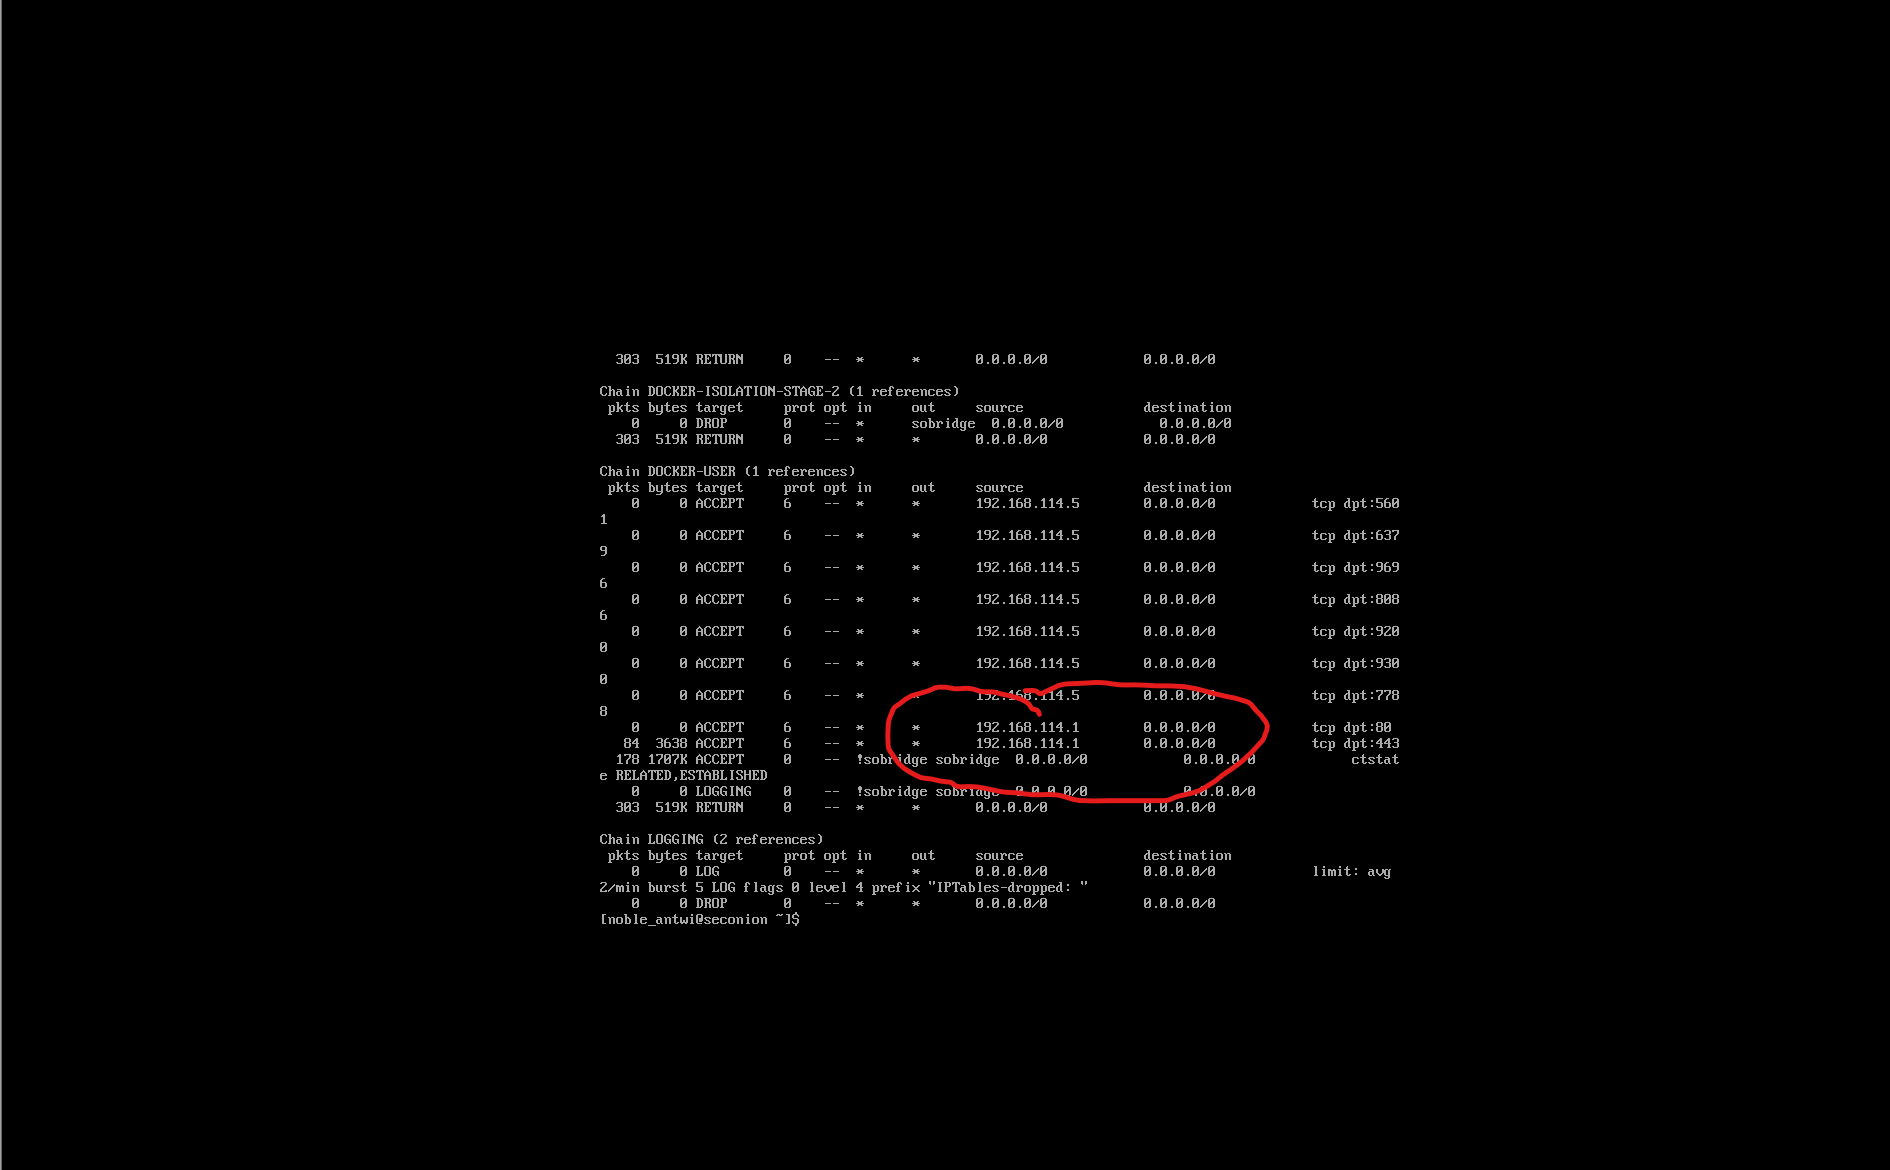 303  519K RETURN     0    --  *      *       0.0.0.0/0            0.0.0.0/0
Chain DOCKER-ISOLATION-STAGE-2 (1 references)
pkts bytes target     prot opt in     out     source               destination
0     0 DROP       0    --  *      sobridge  0.0.0.0/0            0.0.0.0/0
303  519K RETURN     0    --  *      *       0.0.0.0/0            0.0.0.0/0
Chain DOCKER-USER (1 references)
pkts bytes target     prot opt in     out     source               destination
0     0 ACCEPT     6    --  *      *       192.168.114.5        0.0.0.0/0            tcp dpt:560
1
0     0 ACCEPT     6    --  *      *       192.168.114.5        0.0.0.0/0            tcp dpt:637
9
0     0 ACCEPT     6    --  *      *       192.168.114.5        0.0.0.0/0            tcp dpt:969
6
0     0 ACCEPT     6    --  *      *       192.168.114.5        0.0.0.0/0            tcp dpt:808
6
0     0 ACCEPT     6    --  *      *       192.168.114.5        0.0.0.0/0            tcp dpt:920
0
0     0 ACCEPT     6    --  *      *       192.168.114.5        0.0.0.0/0            tcp dpt:930
0
0     0 ACCEPT     6    --  *      *       192.168.114.5        0.0.0.0/0            tcp dpt:778
8
0     0 ACCEPT     6    --  *      *       192.168.114.1        0.0.0.0/0            tcp dpt:80
84  3638 ACCEPT     6    --  *      *       192.168.114.1        0.0.0.0/0            tcp dpt:443
178 1707K ACCEPT     0    --  !sobridge sobridge  0.0.0.0/0            0.0.0.0/0            ctstat
e RELATED,ESTABLISHED
0     0 LOGGING    0    --  !sobridge sobridge  0.0.0.0/0            0.0.0.0/0
303  519K RETURN     0    --  *      *       0.0.0.0/0            0.0.0.0/0
Chain LOGGING (2 references)
pkts bytes target     prot opt in     out     source               destination
0     0 LOG        0    --  *      *       0.0.0.0/0            0.0.0.0/0            limit: avg
2/min burst 5 LOG flags 0 level 4 prefix "IPTables-dropped: "
0     0 DROP       0    --  *      *       0.0.0.0/0            0.0.0.0/0
[noble_antwi@seconion ~]$